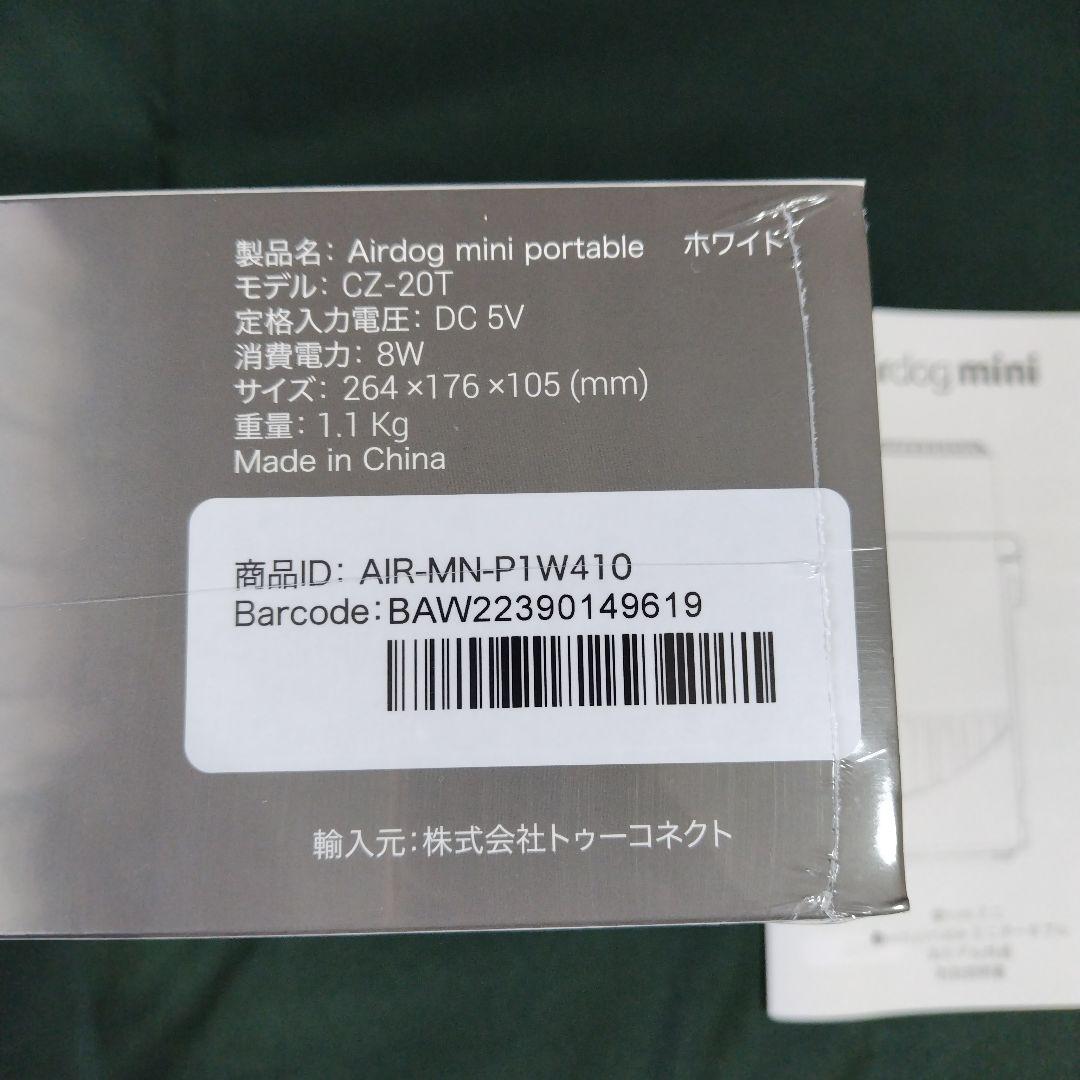 製品名: Airdog mini portable ホワイト
モデル: CZ-20T
定格入力電圧: DC 5V
消費電力: 8W
サイズ: 264×176×105 (mm)
重量: 1.1 Kg
Made in China
商品ID: AIR-MN-P1W410
Barcode:BAW22390149619
輸入元:株式会社トゥーコネクト
rdog mini